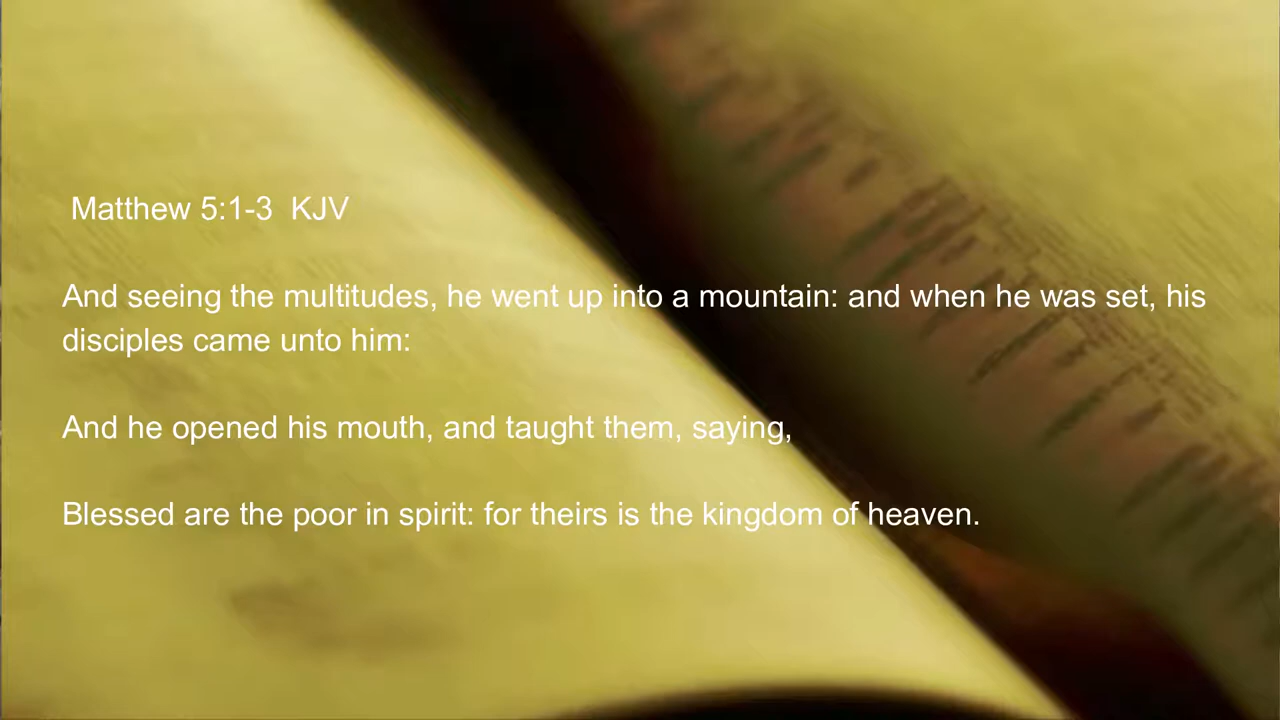 Matthew 5:1-3  KJV
And seeing the multitudes, he went up into a mountain: and when he was set, his
disciples came unto him:
And he opened his mouth, and taught them, saying,
Blessed are the poor in spirit: for theirs is the kingdom of heaven.